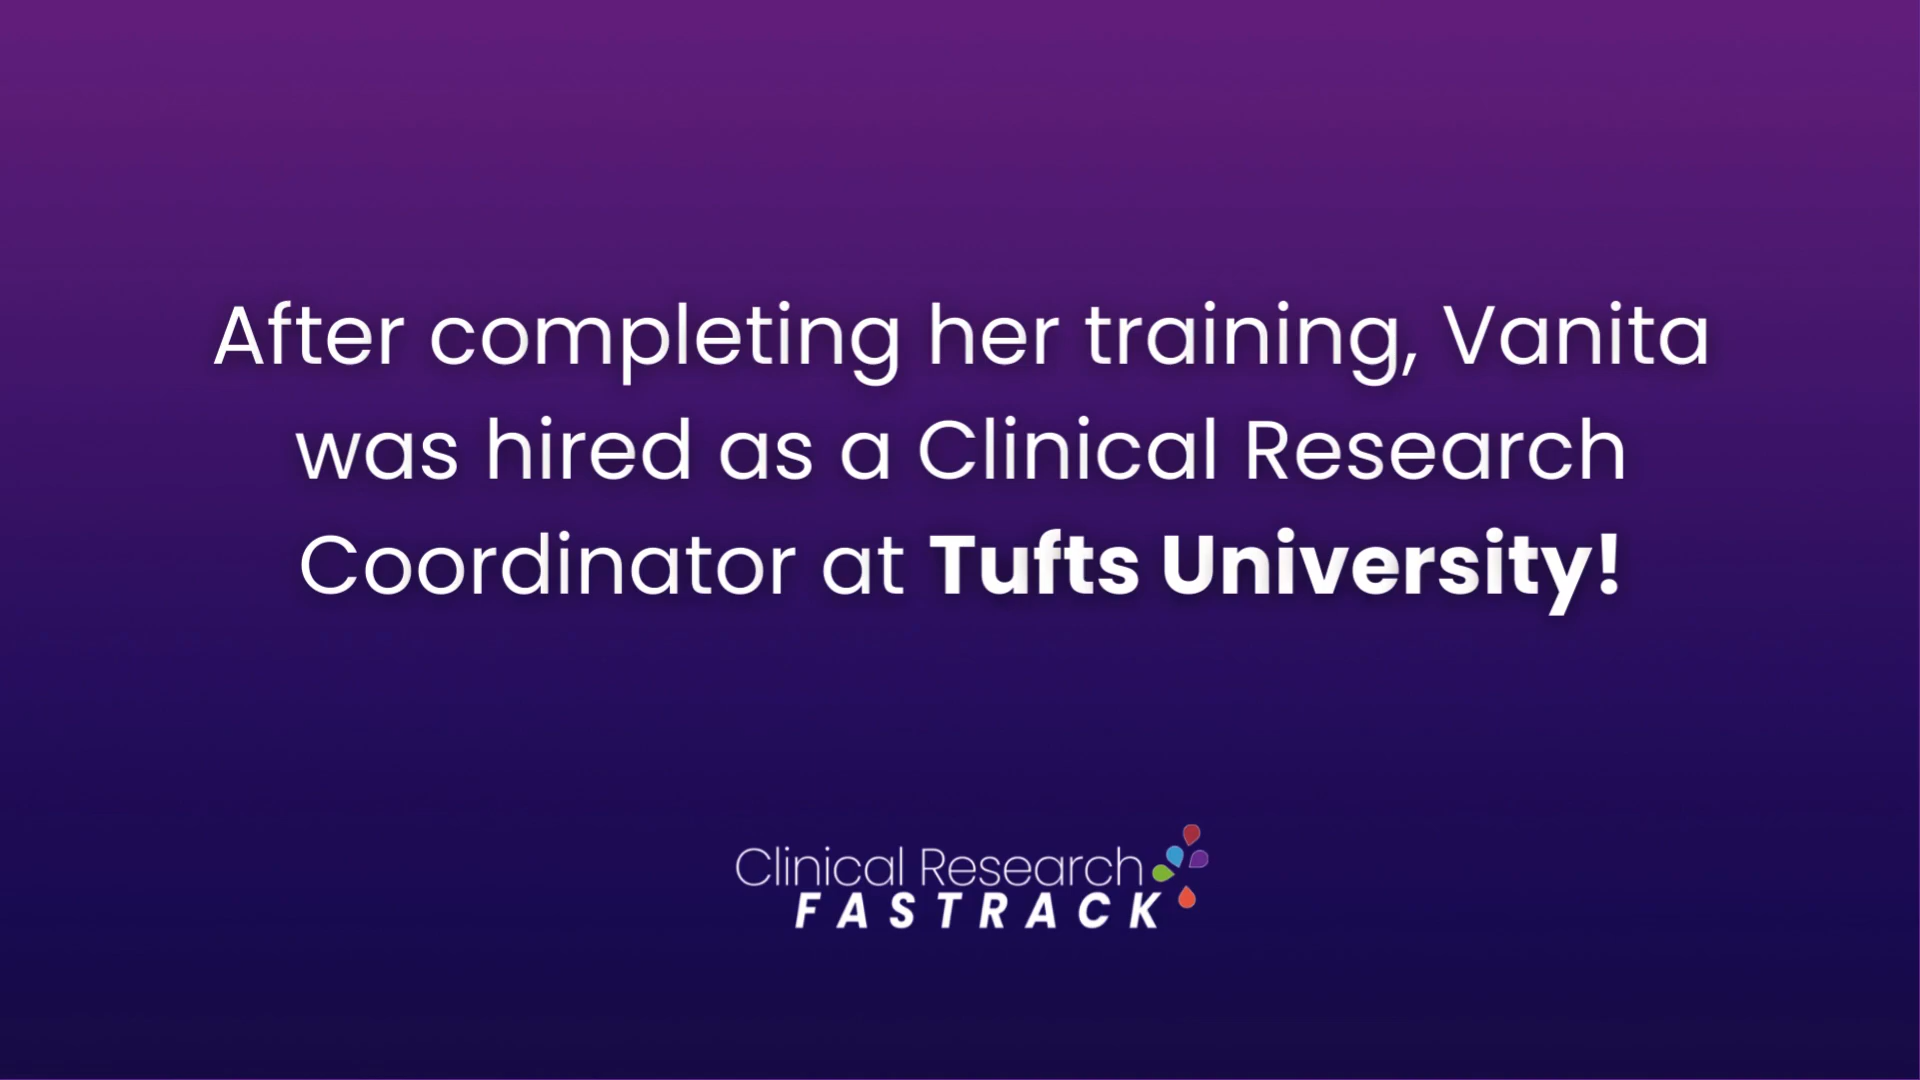 After completing her training, Vanita
was hired as a Clinical Research
Coordinator at Tufts University!
Clinical Research
FASTRACK